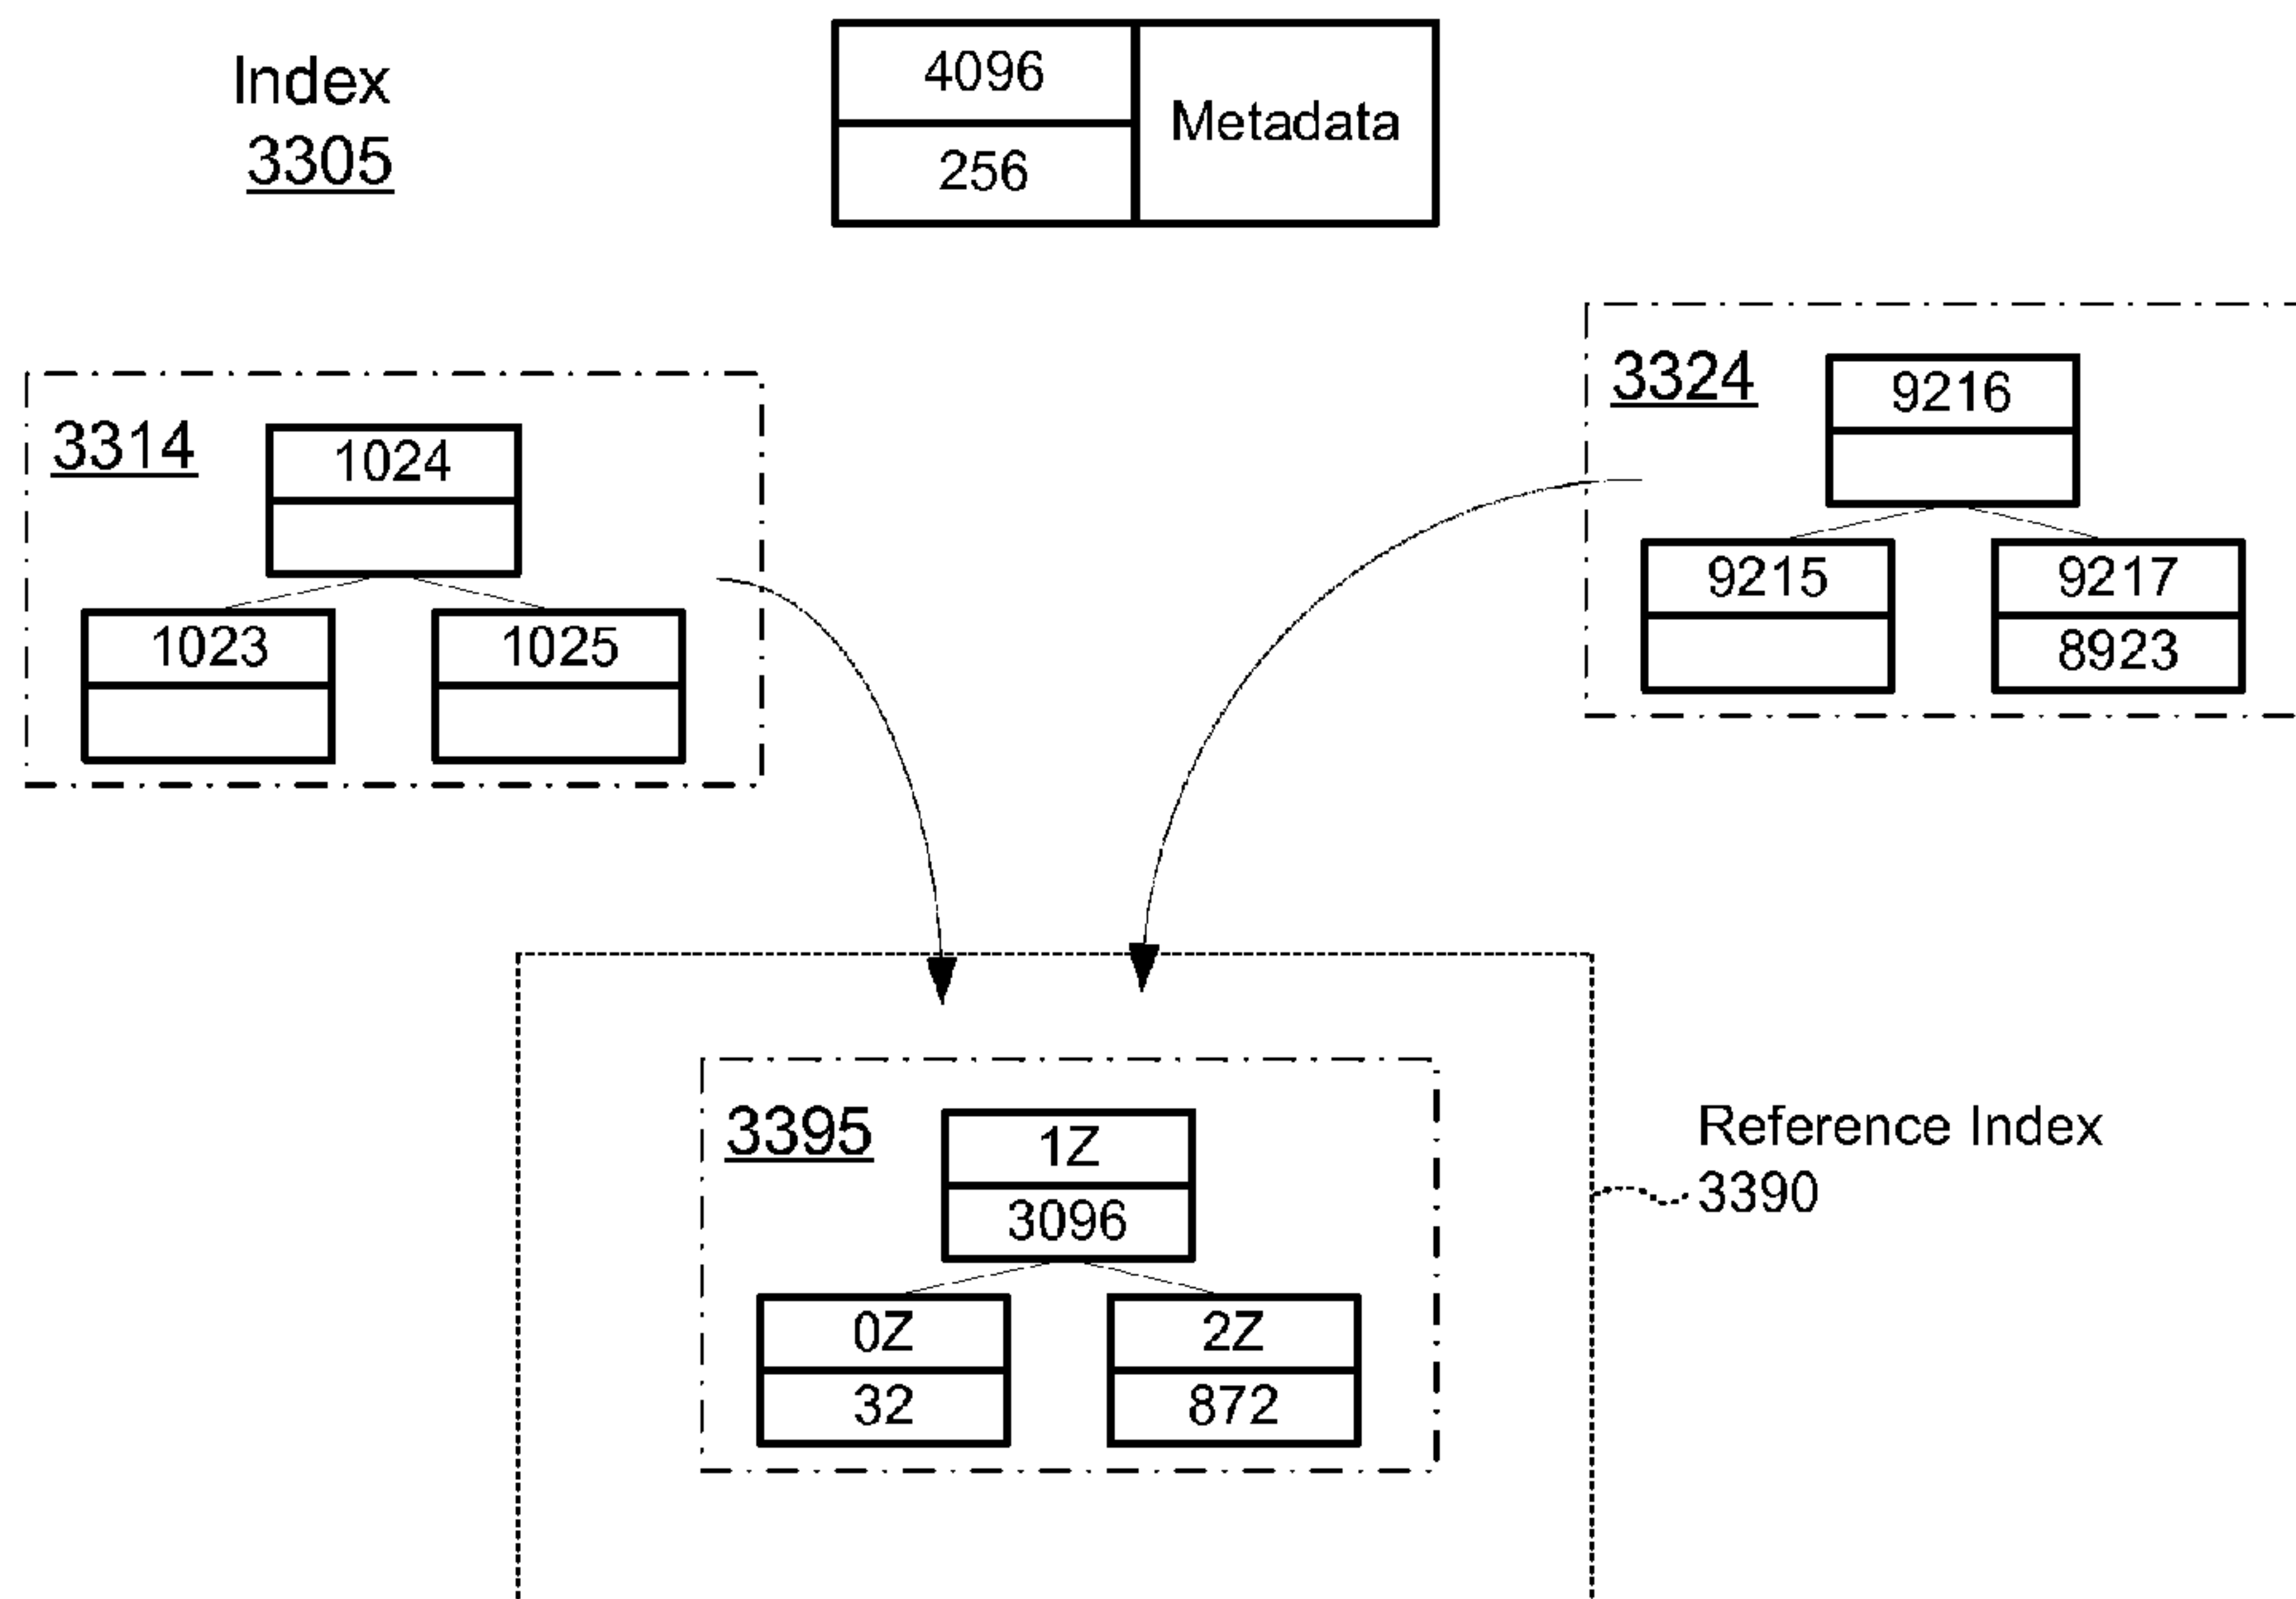 Index
3305
4096
256
Metadata
3314
1024
1023
1025
3324
9216
9215
9217
8923
3395
1Z
3096
0Z
32
2Z
872
Reference Index
3390